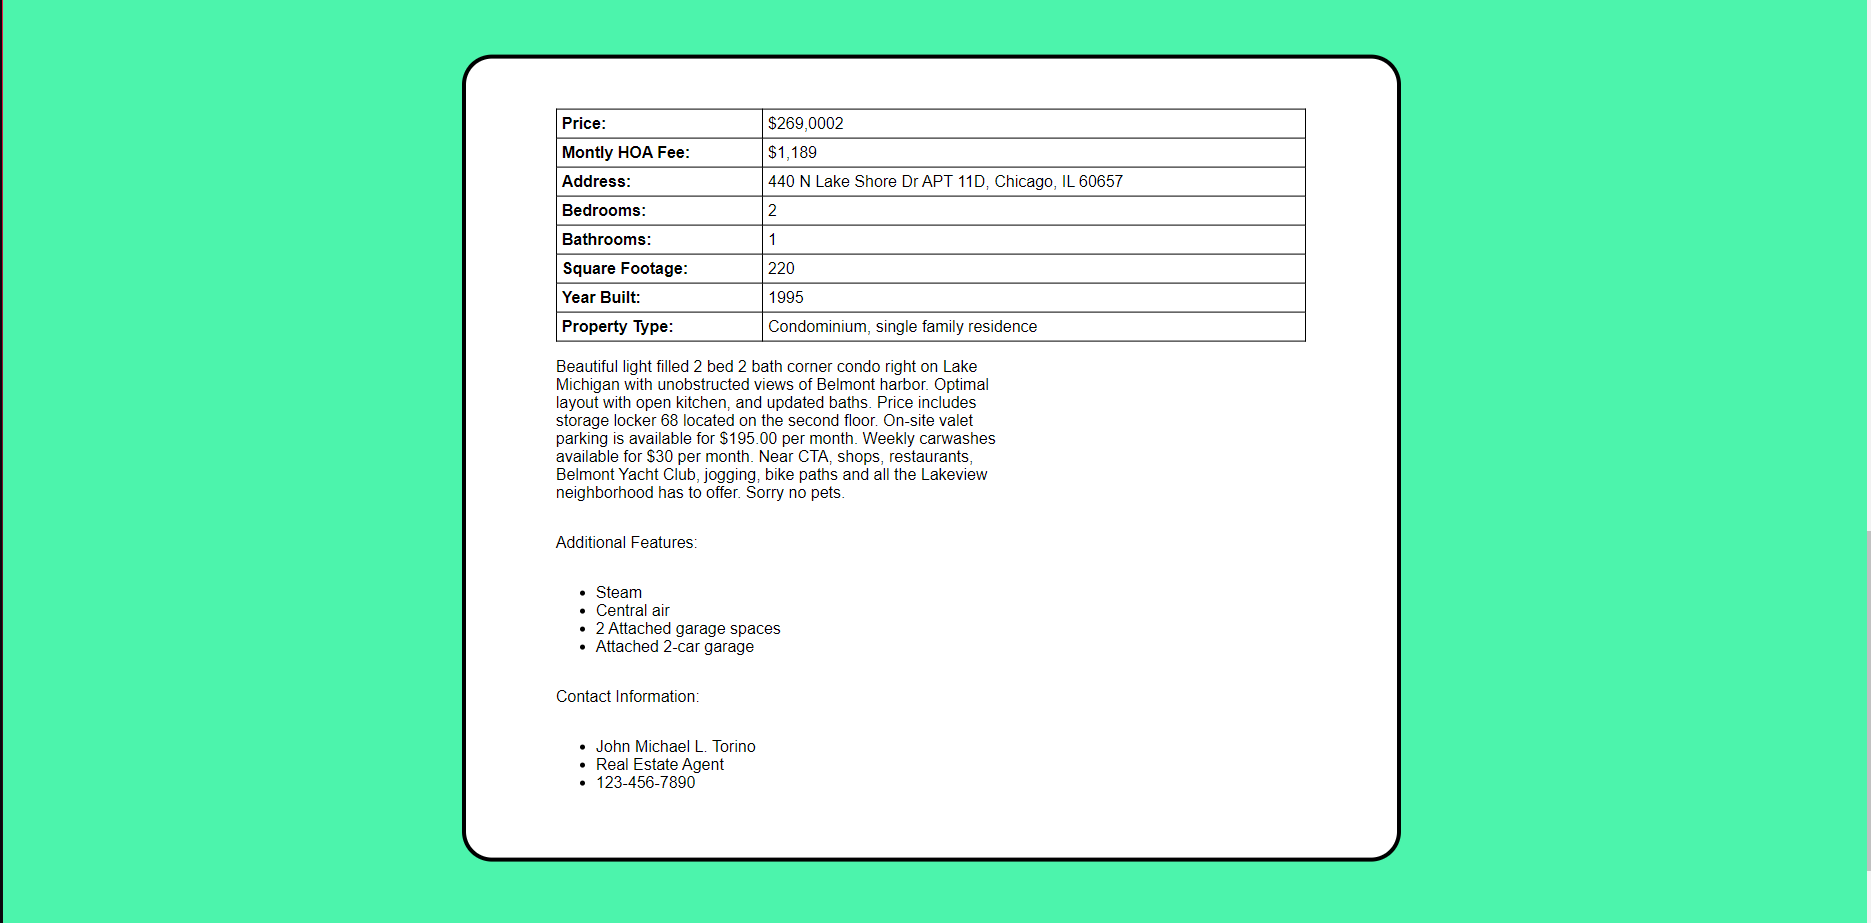 Price: $269,0002
Montly HOA Fee: $1,189
Address: 440 N Lake Shore Dr APT 11D, Chicago, IL 60657
Bedrooms: 2
Bathrooms: 1
Square Footage: 220
Year Built: 1995
Property Type: Condominium, single family residence
Beautiful light filled 2 bed 2 bath corner condo right on Lake
Michigan with unobstructed views of Belmont harbor. Optimal
layout with open kitchen, and updated baths. Price includes
storage locker 68 located on the second floor. On-site valet
parking is available for $195.00 per month. Weekly carwashes
available for $30 per month. Near CTA, shops, restaurants,
Belmont Yacht Club, jogging, bike paths and all the Lakeview
neighborhood has to offer. Sorry no pets.
Additional Features:
• Steam
• Central air
• 2 Attached garage spaces
• Attached 2-car garage
Contact Information:
• John Michael L. Torino
• Real Estate Agent
• 123-456-7890